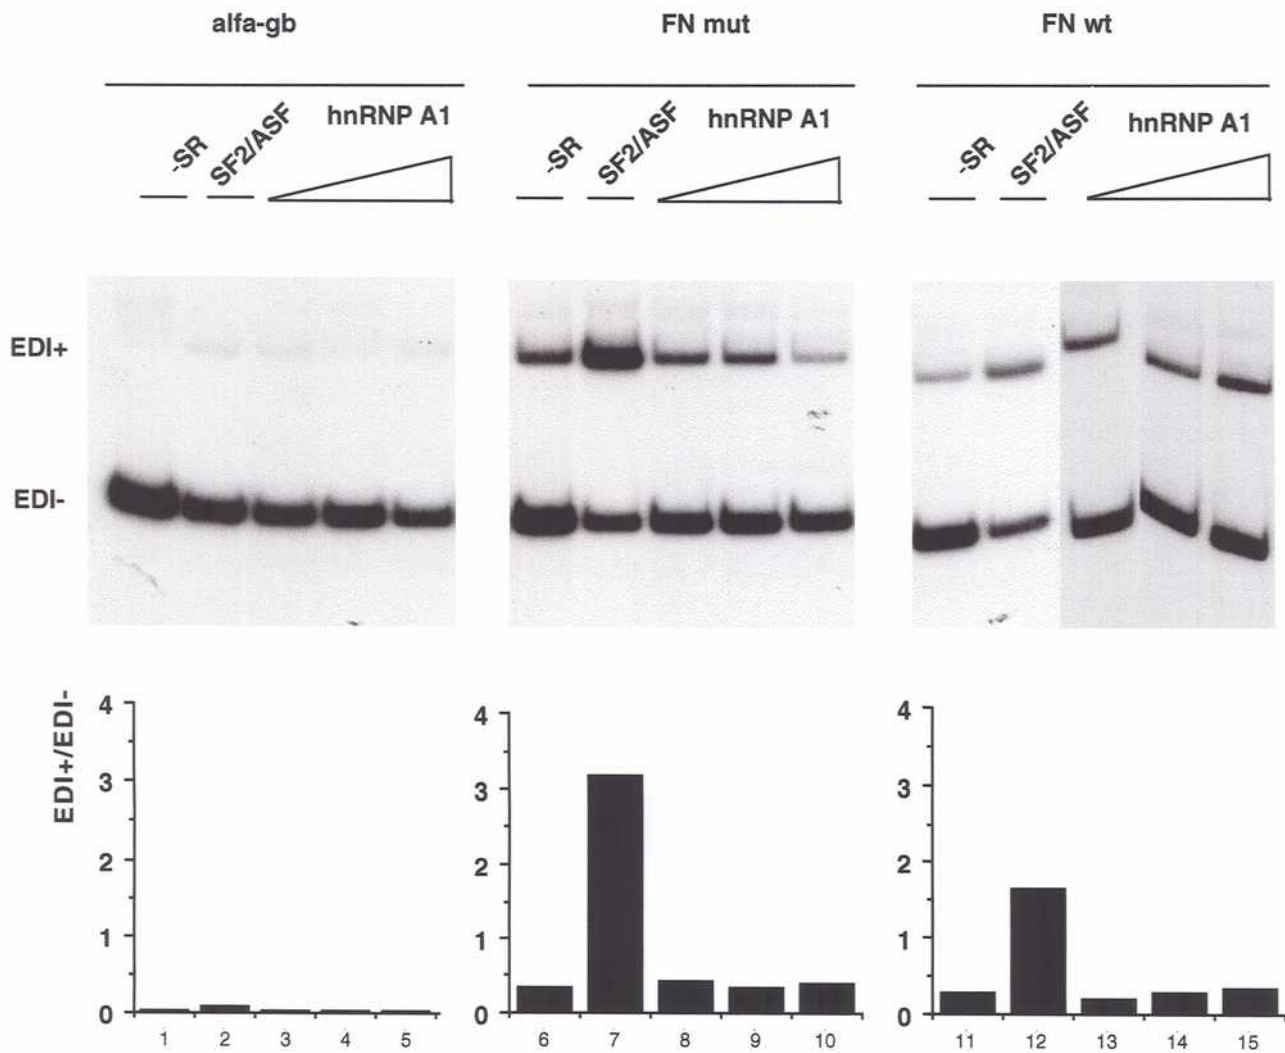 alfa-gb FN mut FN wt
-SR SF2/ASF hnRNP A1 -SR SF2/ASF hnRNP A1 -SR SF2/ASF hnRNP A1
EDI+
EDI-
EDI+/EDI-
4 4 4
3 3 3
2 2 2
1 1 1
0 0 0
1 2 3 4 5 6 7 8 9 10 11 12 13 14 15